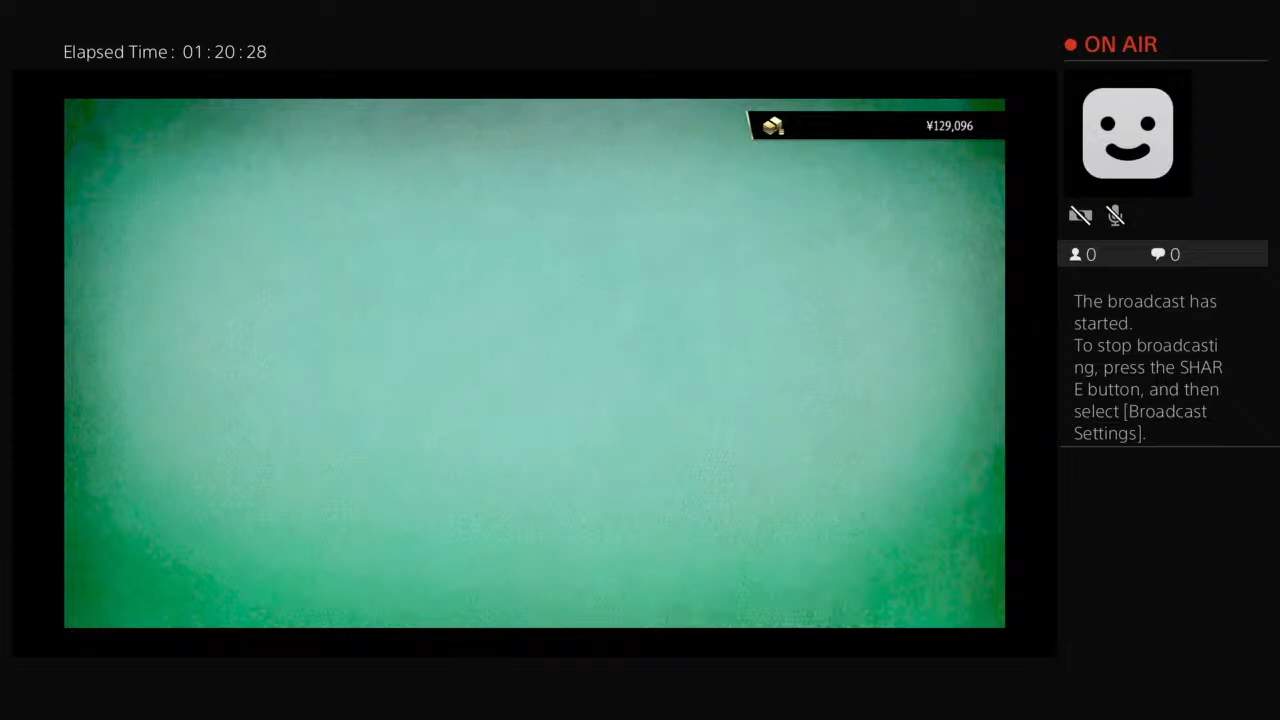 Elapsed Time: 01:20:28
ON AIR
¥129,096
0 0
The broadcast has
started.
To stop broadcasti
ng, press the SHAR
E button, and then
select [Broadcast
Settings].